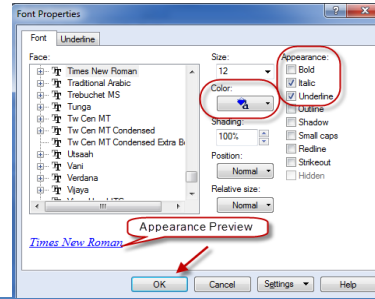 Font Properties
Font Underline
Face:
Times New Roman
Traditional Arabic
Trebuchet MS
Tunga
Tw Cen MT
Tw Cen MT Condensed
Tw Cen MT Condensed Extra B
Utsaah
Vani
Verdana
Vijaya
Size:
12
Color:
Shading:
100%
Position:
Normal
Relative size:
Normal
Appearance:
Bold
Italic
Underline
Outline
Shadow
Small caps
Redline
Strikeout
Hidden
Appearance Preview
Times New Roman
OK Cancel Settings Help